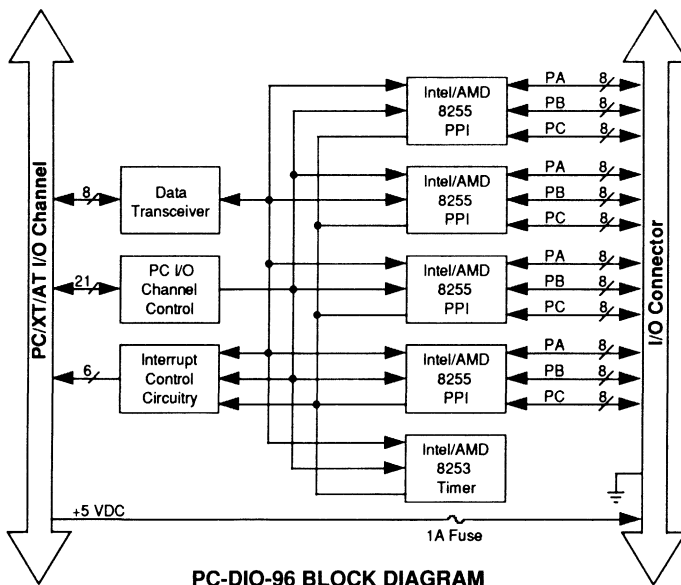 PC/XT/AT I/O Channel
8
Data
Transceiver
21
PC I/O
Channel
Control
6
Interrupt
Control
Circuitry
Intel/AMD
8255
PPI
PA
8
PB
8
PC
8
Intel/AMD
8255
PPI
PA
8
PB
8
PC
8
Intel/AMD
8255
PPI
PA
8
PB
8
PC
8
Intel/AMD
8255
PPI
PA
8
PB
8
PC
8
Intel/AMD
8253
Timer
I/O Connector
+5 VDC
1A Fuse
PC-DIO-96 BLOCK DIAGRAM